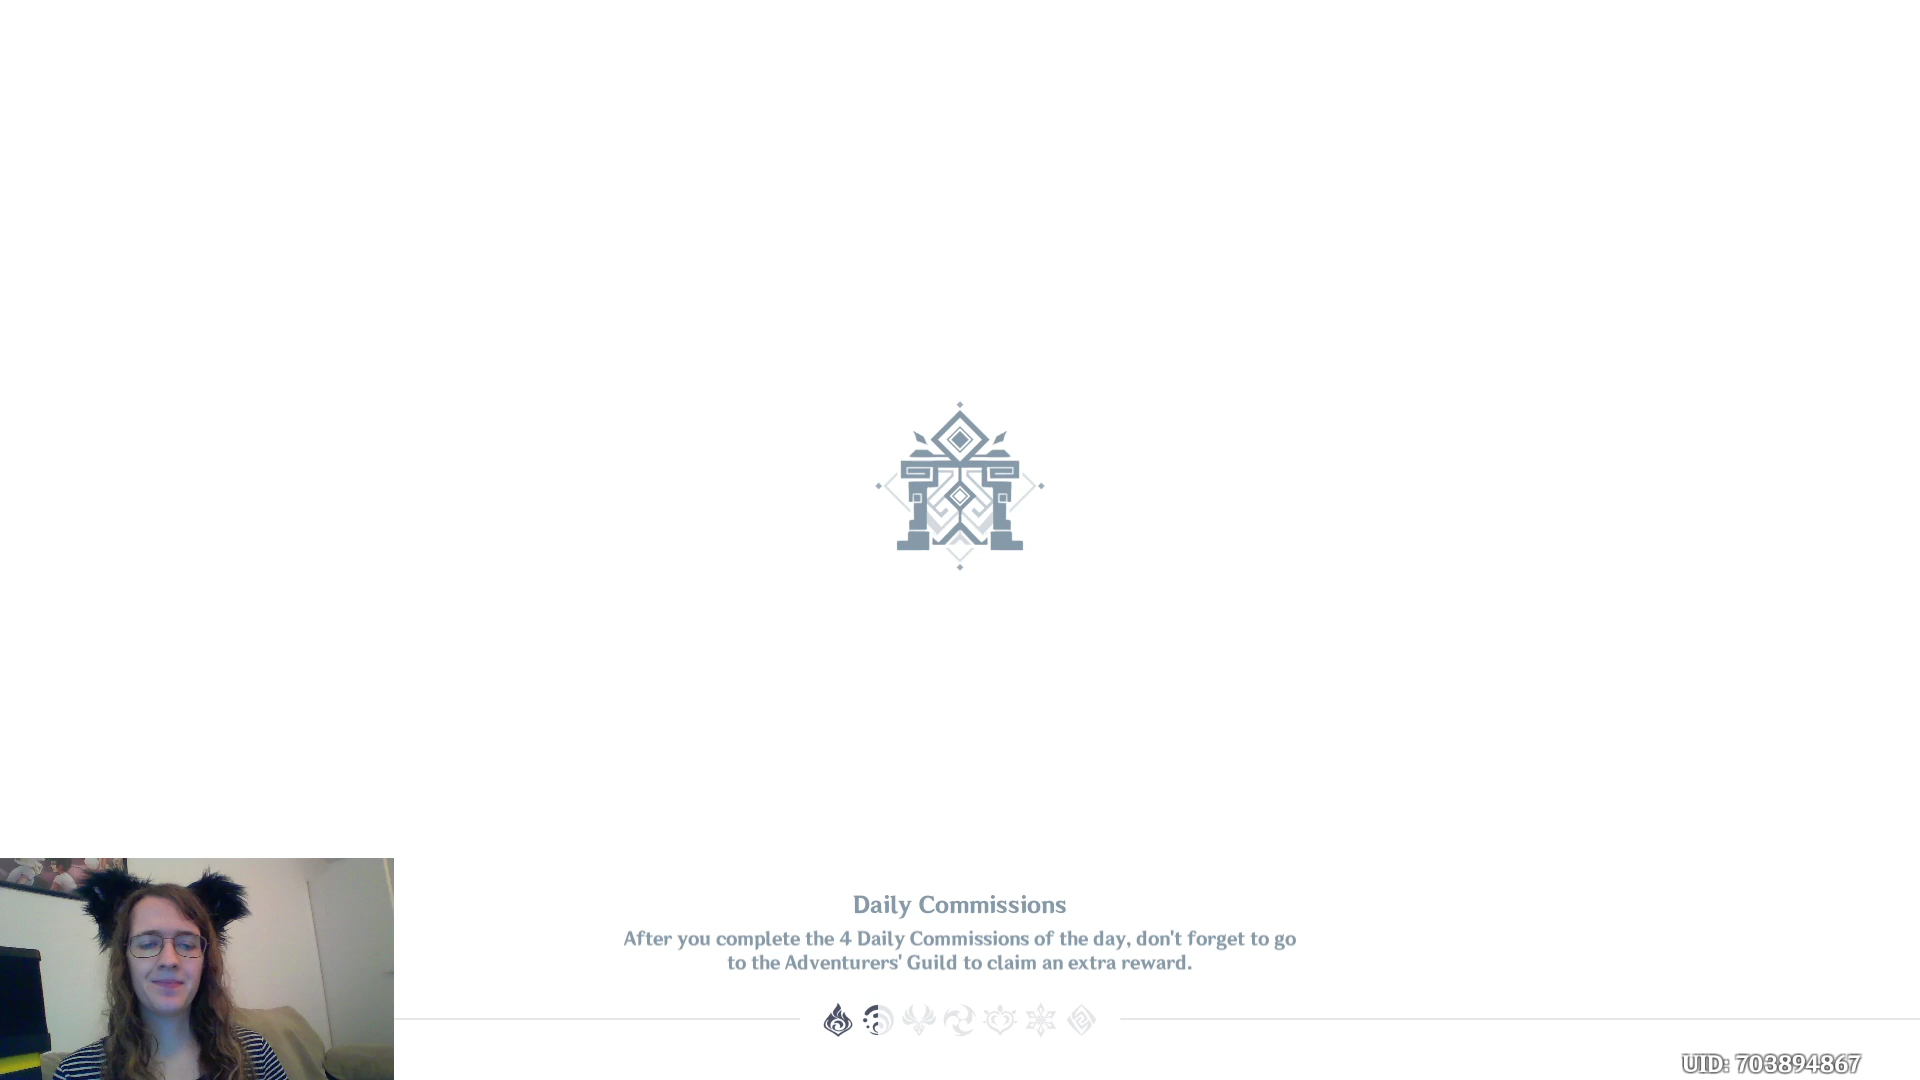 Daily Commissions
After you complete the 4 Daily Commissions of the day, don't forget to go
to the Adventurers' Guild to claim an extra reward.
UID: 703894867